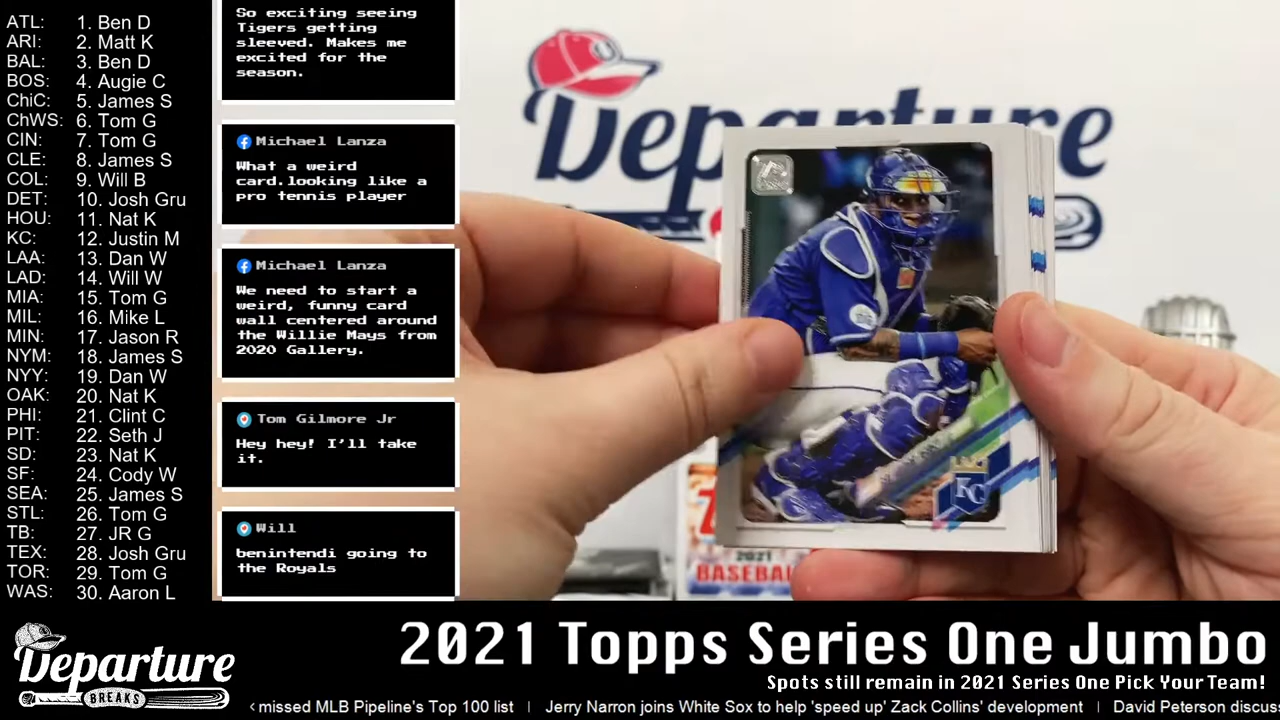 ATL: 1. Ben D
ARI: 2. Matt K
BAL: 3. Ben D
BOS: 4. Augie C
ChiC: 5. James S
ChWS: 6. Tom G
CIN: 7. Tom G
CLE: 8. James S
COL: 9. Will B
DET: 10. Josh Gru
HOU: 11. Nat K
KC: 12. Justin M
LAA: 13. Dan W
LAD: 14. Will W
MIA: 15. Tom G
MIL: 16. Mike L
MIN: 17. Jason R
NYM: 18. James S
NYY: 19. Dan W
OAK: 20. Nat K
PHI: 21. Clint C
PIT: 22. Seth J
SD: 23. Nat K
SF: 24. Cody W
SEA: 25. James S
STL: 26. Tom G
TB: 27. JR G
TEX: 28. Josh Gru
TOR: 29. Tom G
WAS: 30. Aaron L
So exciting seeing
Tigers getting
sleeved. Makes me
excited for the
season.
Michael Lanza
What a weird
card.looking like a
pro tennis player
Michael Lanza
We need to start a
weird, funny card
wall centered around
the Willie Mays from
2020 Gallery.
Tom Gilmore Jr
Hey hey! I'll take
it.
Will
benintendi going to
the Royals
Departure
KC
2021
BASEBAL
Departure
BREAKS
2021 Topps Series One Jumbo
Spots still remain in 2021 Series One Pick Your Team!
‹ missed MLB Pipeline's Top 100 list | Jerry Narron joins White Sox to help 'speed up' Zack Collins' development | David Peterson discus